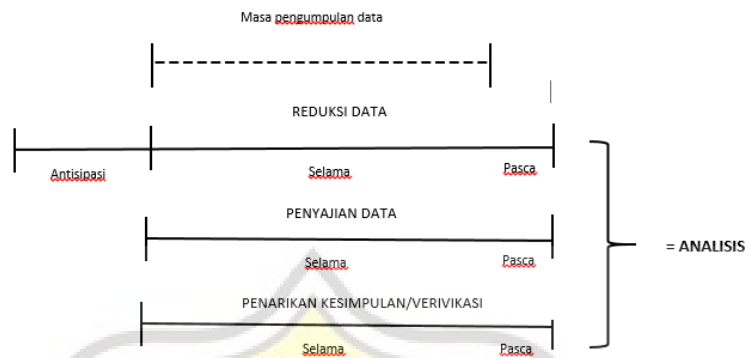 Masa pengumpulan data
REDUKSI DATA
Antisipasi Selama Pasca
PENYAJIAN DATA
Selama Pasca
= ANALISIS
PENARIKAN KESIMPULAN/VERIVIKASI
Selama Pasca